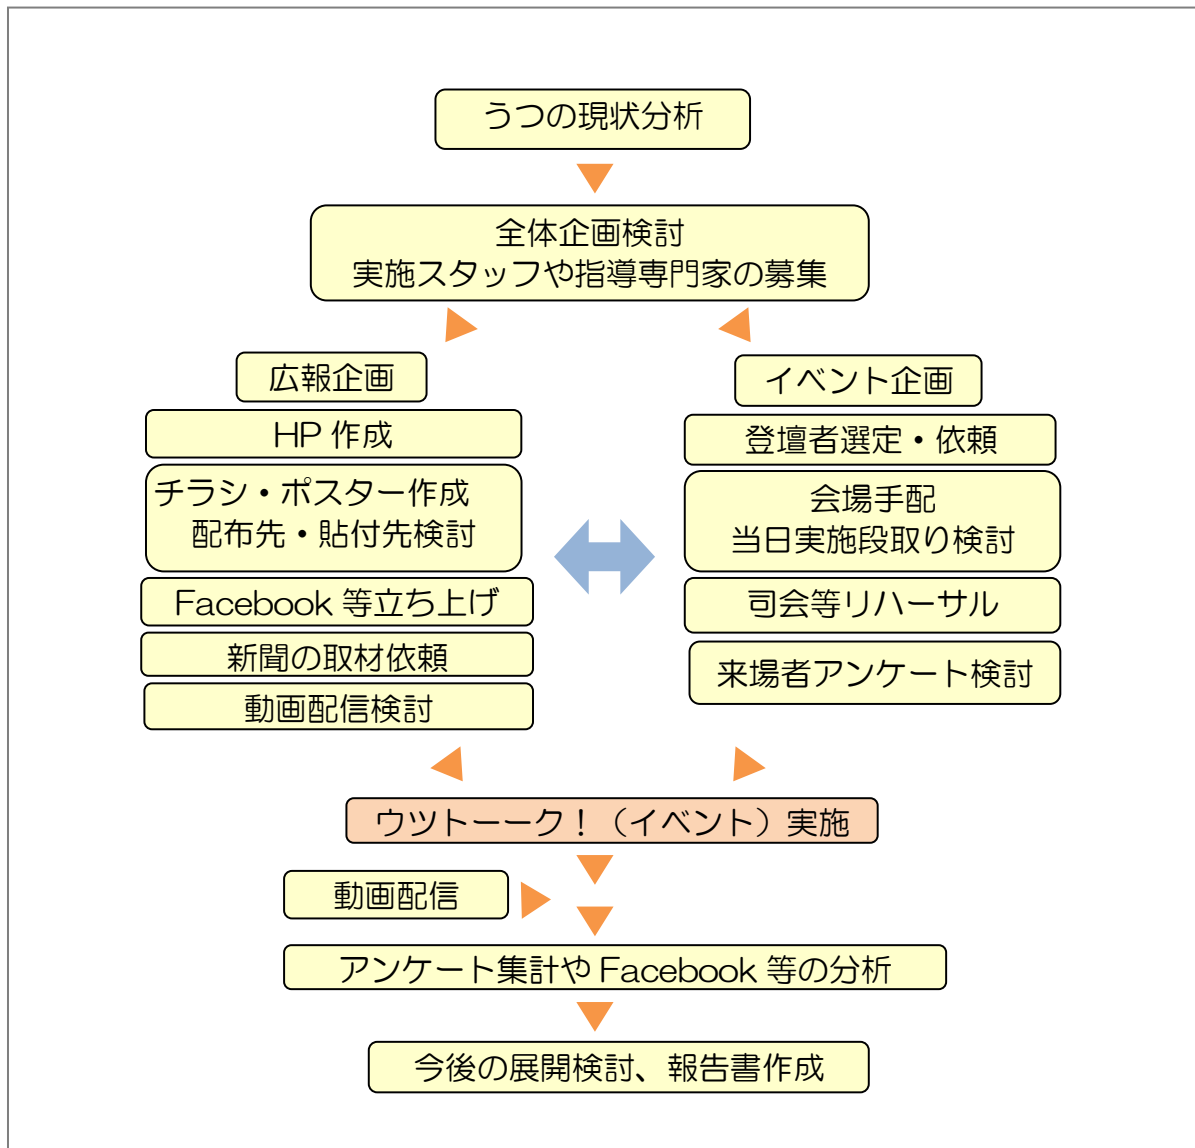 うつの現状分析
全体企画検討
実施スタッフや指導専門家の募集
広報企画
HP 作成
チラシ・ポスター作成
配布先・貼付先検討
Facebook 等立ち上げ
新聞の取材依頼
動画配信検討
イベント企画
登壇者選定・依頼
会場手配
当日実施段取り検討
司会等リハーサル
来場者アンケート検討
ウツトーーク！（イベント）実施
動画配信
アンケート集計や Facebook 等の分析
今後の展開検討、報告書作成